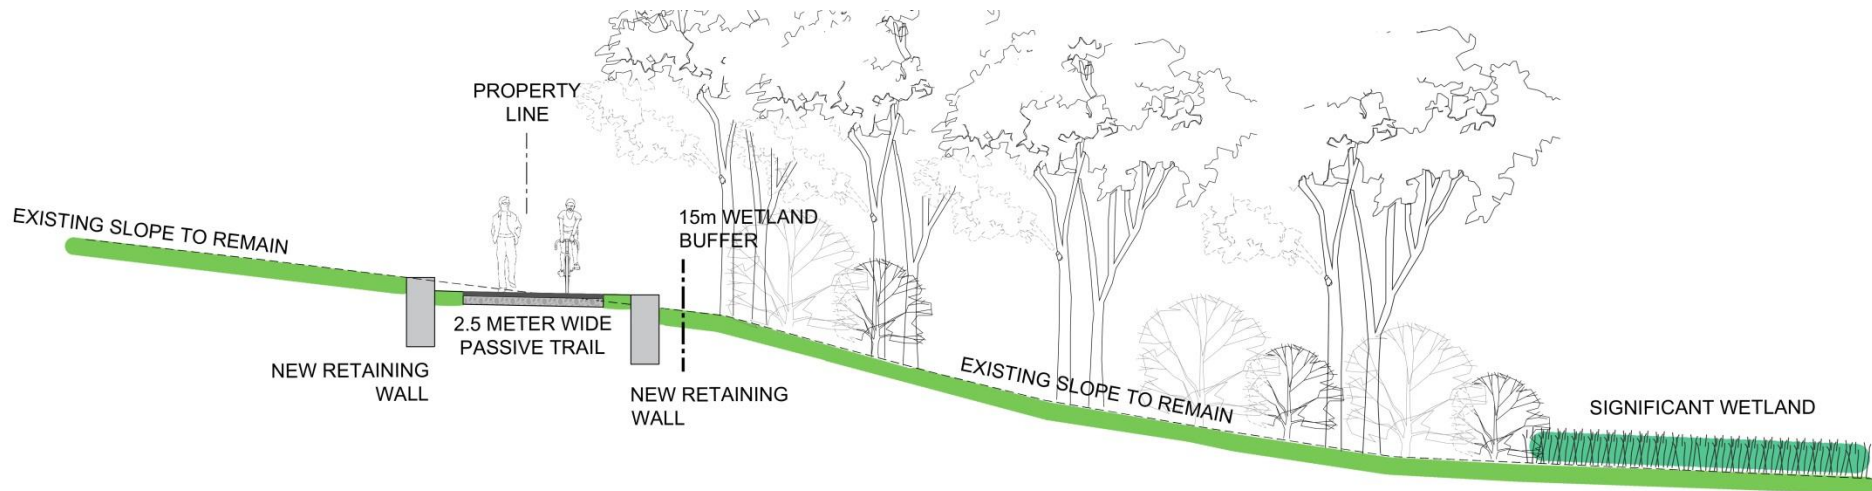 PROPERTY
LINE
EXISTING SLOPE TO REMAIN
15m WETLAND
BUFFER
2.5 METER WIDE
PASSIVE TRAIL
NEW RETAINING
WALL
NEW RETAINING
WALL
EXISTING SLOPE TO REMAIN
SIGNIFICANT WETLAND